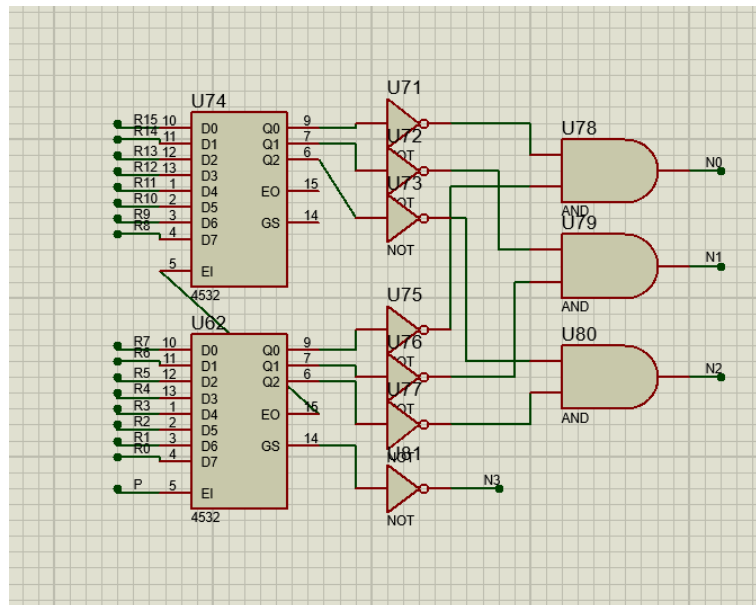 U74
R15 10 D0 Q0 9
R14 11 D1 Q1 7
R13 12 D2 Q2 6
R12 13 D3
R11 1 D4 EO 15
R10 2 D5
R9 3 D6 GS 14
R8 4 D7
5 EI
4532
U62
R7 10 D0 Q0 9
R6 11 D1 Q1 7
R5 12 D2 Q2 6
R4 13 D3
R3 1 D4 EO 15
R2 2 D5
R1 3 D6 GS 14
R0 4 D7
P 5 EI
4532
U71
NOT
U72
NOT
U73
NOT
U75
NOT
U76
NOT
U77
NOT
U81
NOT
N3
U78
AND
N0
U79
AND
N1
U80
AND
N2